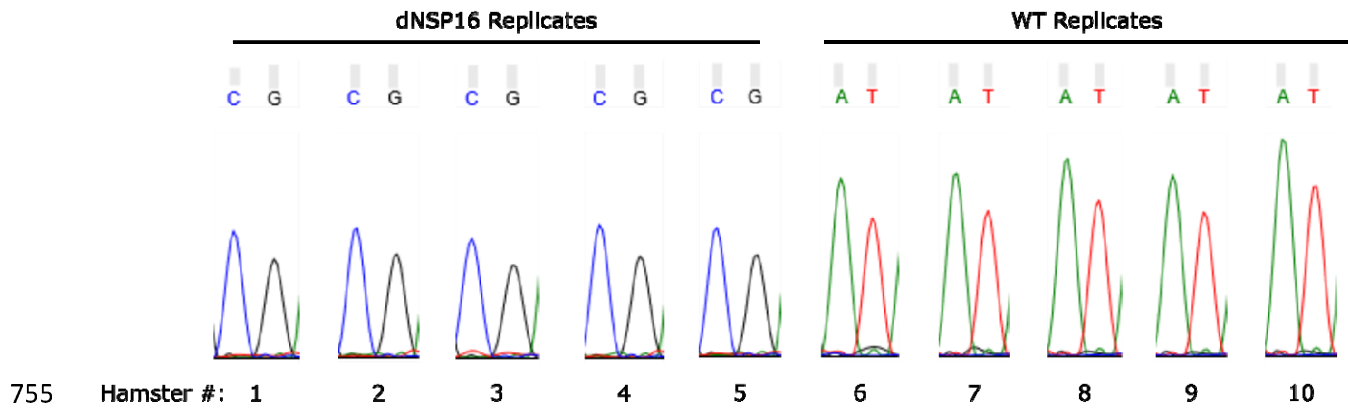 dNSP16 Replicates WT Replicates
C G C G C G C G C G A T A T A T A T A T
755 Hamster #: 1 2 3 4 5 6 7 8 9 10